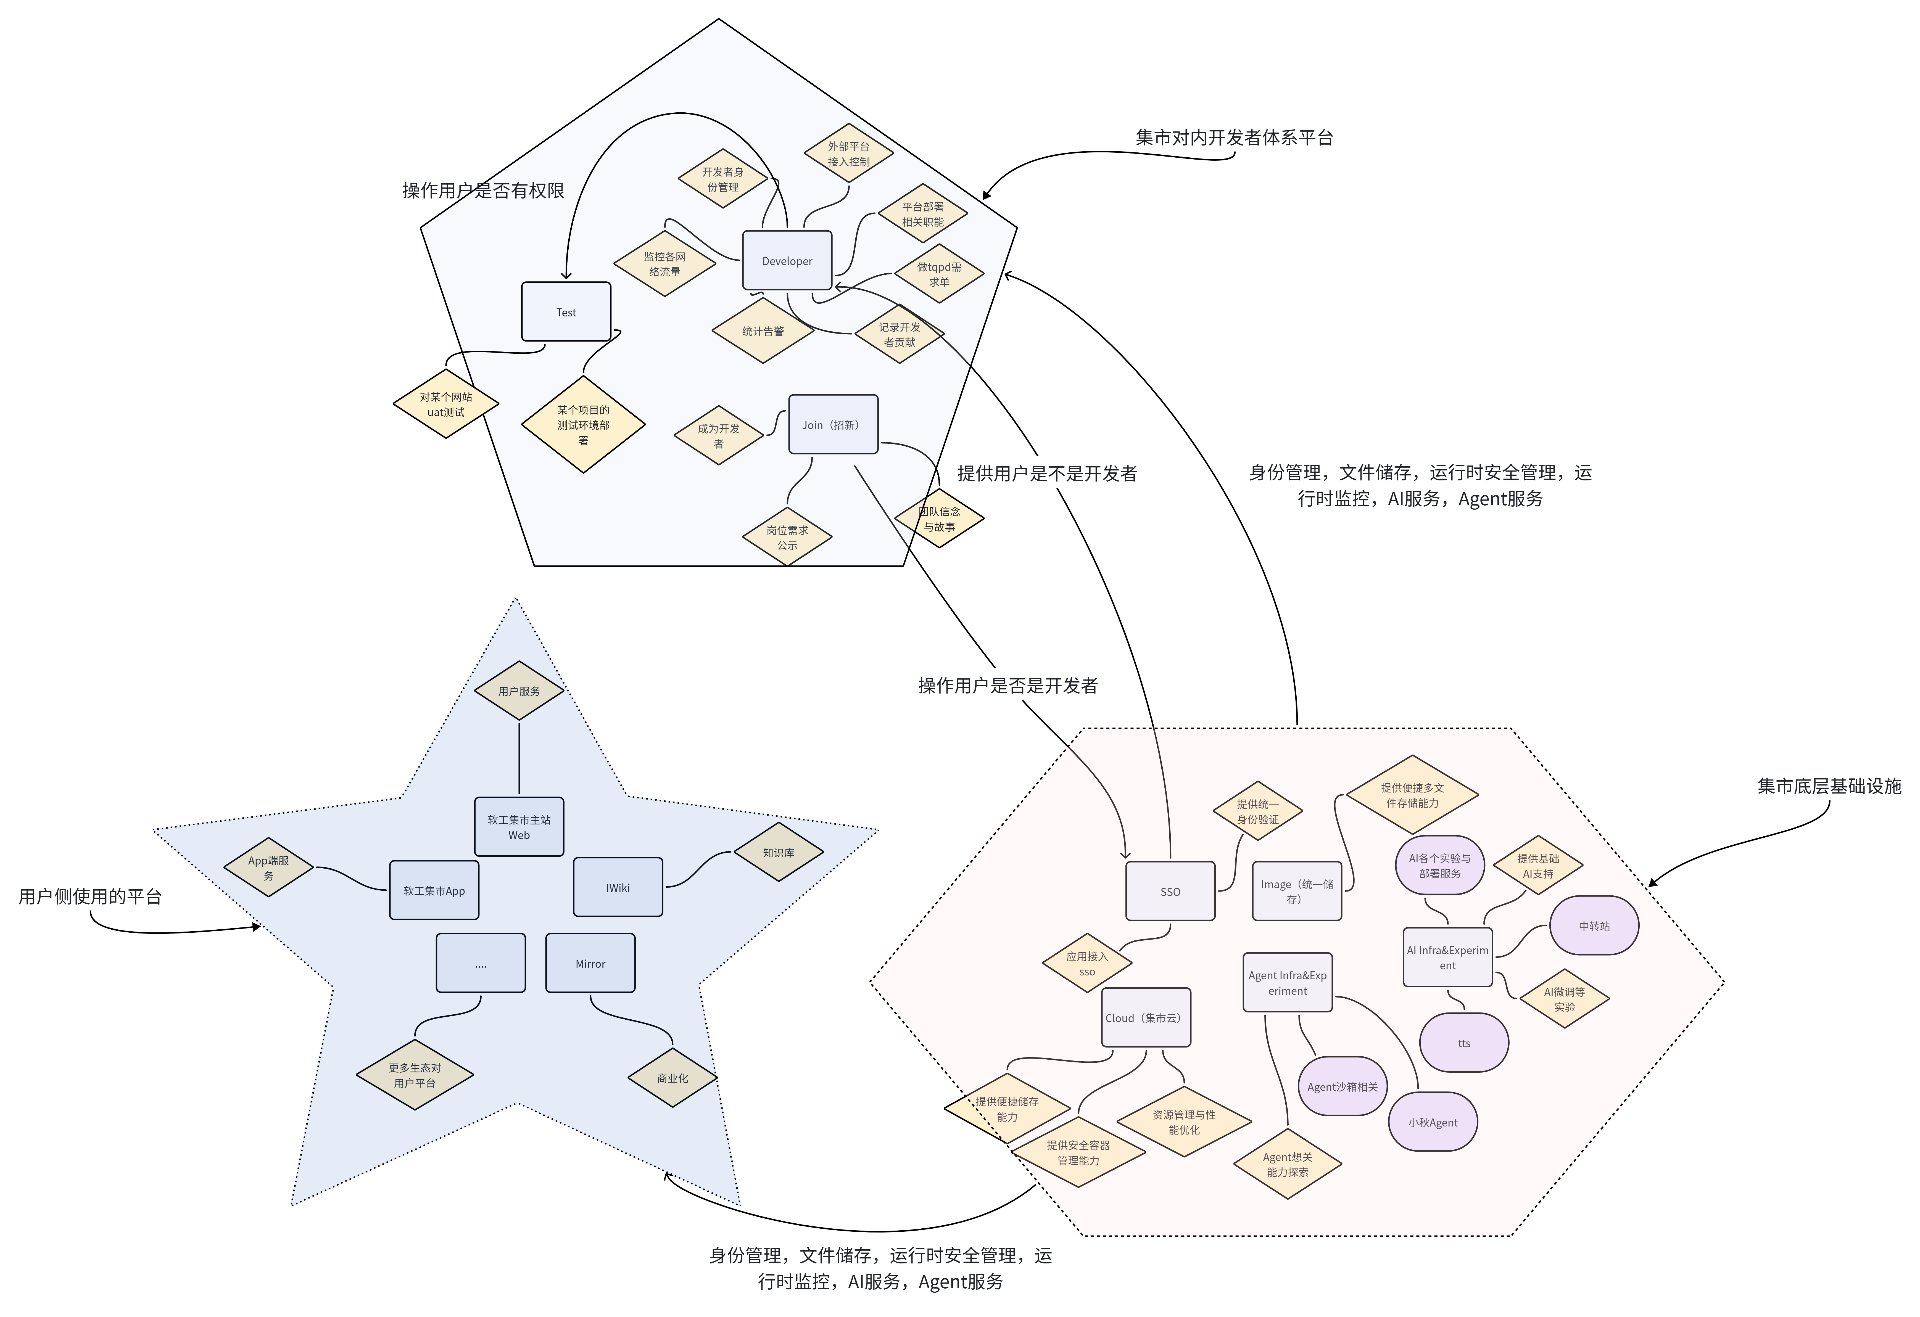 集市对内开发者体系平台
外部平台
接入控制
开发者身
份管理
操作用户是否有权限
平台部署
相关职能
监控各网
络流量
Developer
做tqpd需
求单
Test
统计告警
记录开发
者贡献
对某个网站
uat测试
某个项目的
测试环境部
署
成为开发
者
Join（招新）
提供用户是不是开发者
身份管理，文件储存，运行时安全管理，运
行时监控，AI服务，Agent服务
团队信念
与故事
岗位需求
公示
操作用户是否是开发者
用户服务
软工集市主站
Web
App端服
务
软工集市App
IWiki
知识库
用户侧使用的平台
....
Mirror
更多生态对
用户平台
商业化
集市底层基础设施
提供统一
身份验证
提供便捷多文
件存储能力
SSO
Image（统一储
存）
AI各个实验与
部署服务
提供基础
AI支持
中转站
AI Infra&Experim
ent
应用接入
sso
Agent Infra&Exp
eriment
AI微调等
实验
Cloud（集市云）
tts
提供便捷储存
能力
提供安全容器
管理能力
资源管理与性
能优化
Agent沙箱相关
小秋Agent
Agent想关
能力探索
身份管理，文件储存，运行时安全管理，运
行时监控，AI服务，Agent服务